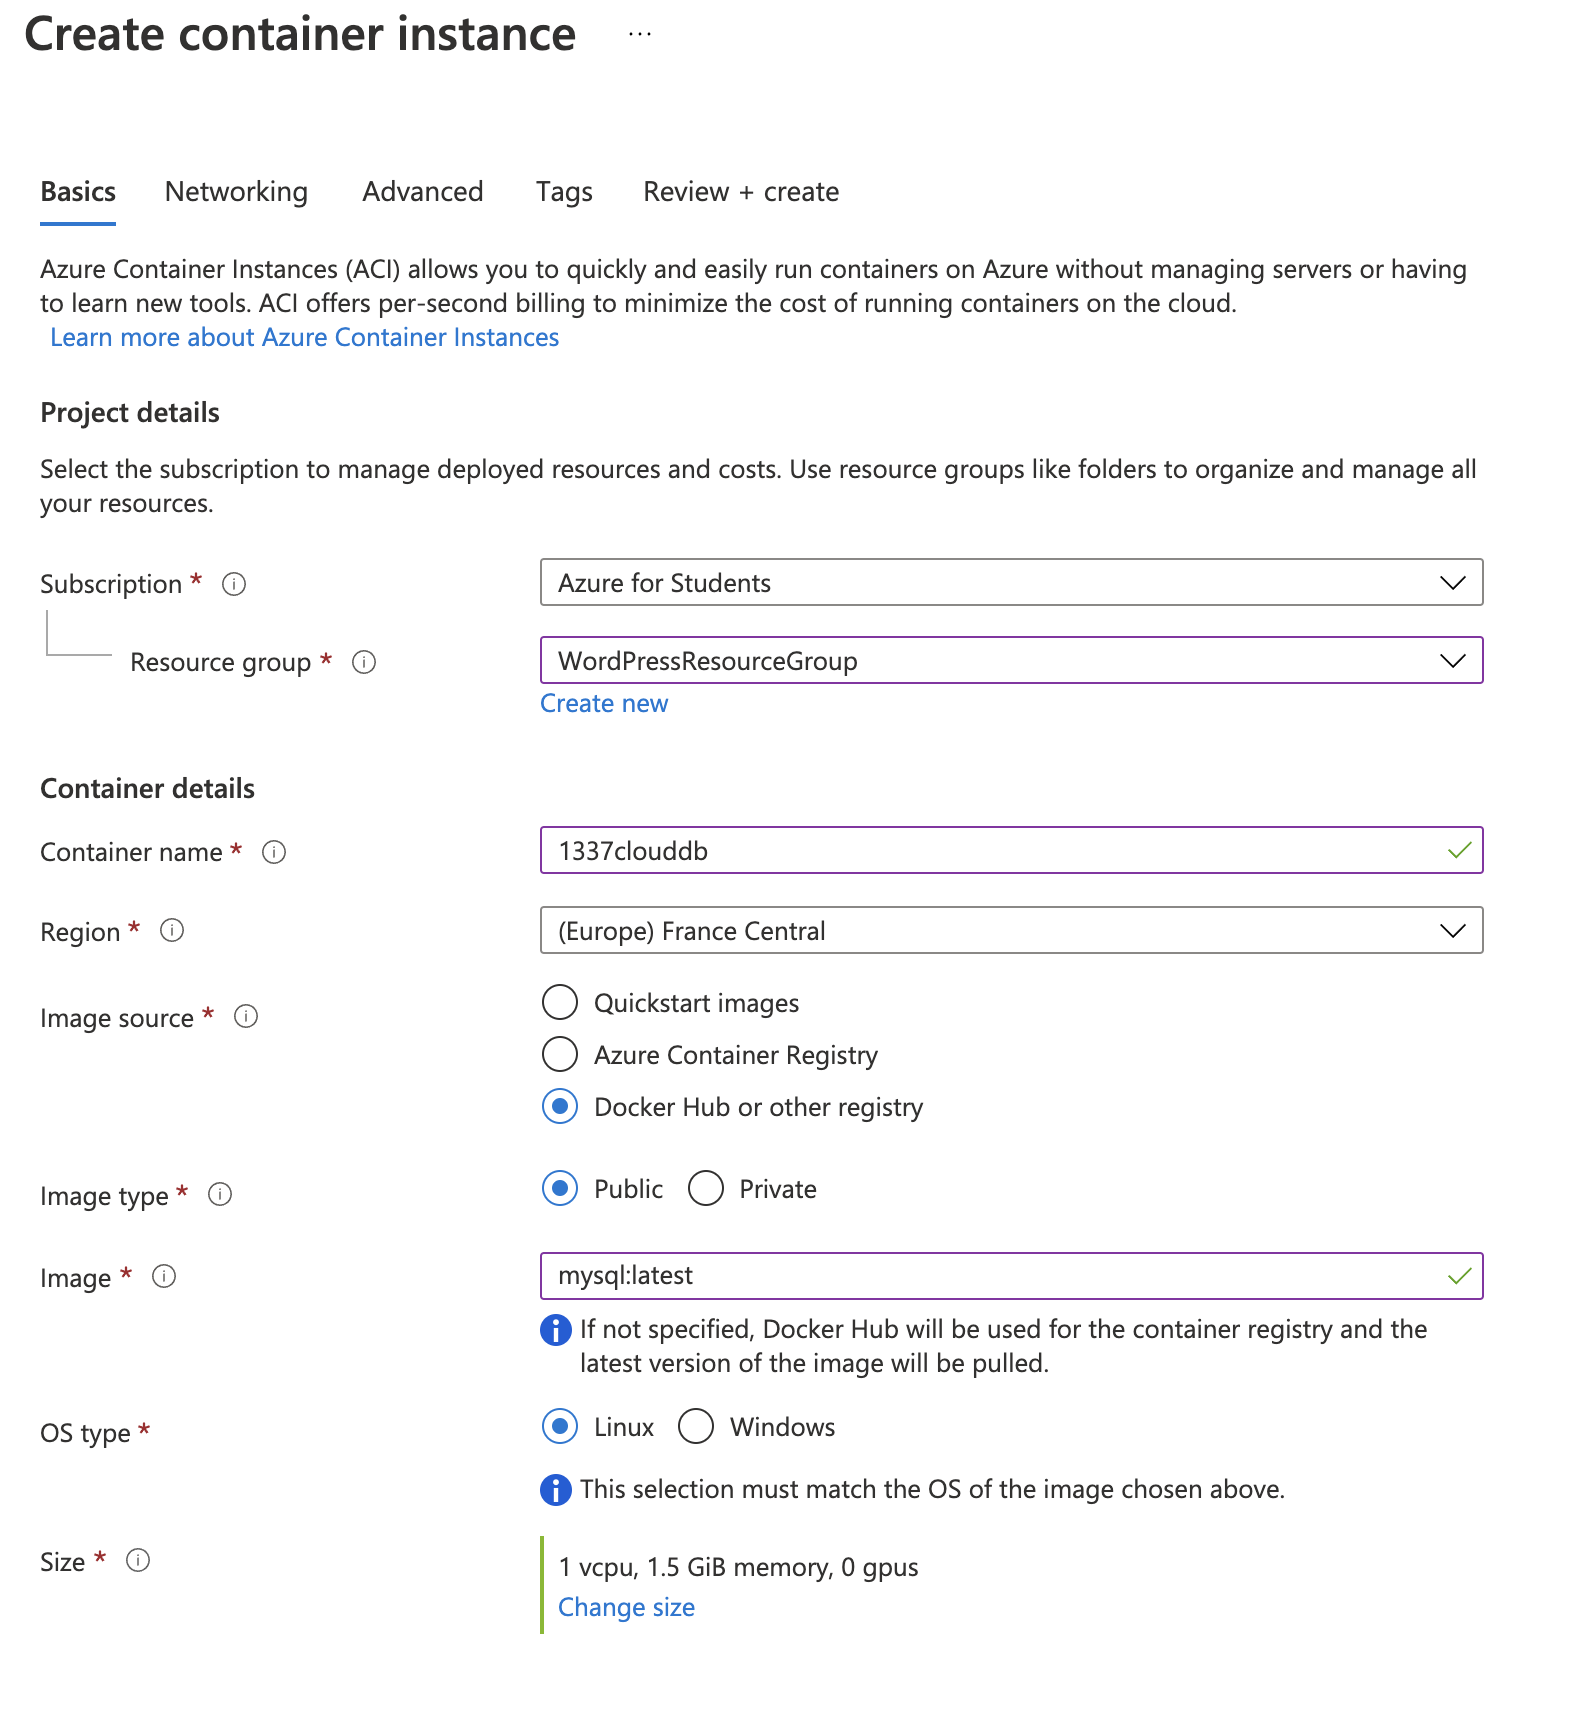 Create container instance ...
Basics Networking Advanced Tags Review + create
Azure Container Instances (ACI) allows you to quickly and easily run containers on Azure without managing servers or having
to learn new tools. ACI offers per-second billing to minimize the cost of running containers on the cloud.
Learn more about Azure Container Instances
Project details
Select the subscription to manage deployed resources and costs. Use resource groups like folders to organize and manage all
your resources.
Subscription * Azure for Students
Resource group * WordPressResourceGroup
Create new
Container details
Container name * 1337clouddb
Region * (Europe) France Central
Image source * Quickstart images
Azure Container Registry
Docker Hub or other registry
Image type * Public Private
Image * mysql:latest
If not specified, Docker Hub will be used for the container registry and the
latest version of the image will be pulled.
OS type * Linux Windows
This selection must match the OS of the image chosen above.
Size * 1 vcpu, 1.5 GiB memory, 0 gpus
Change size